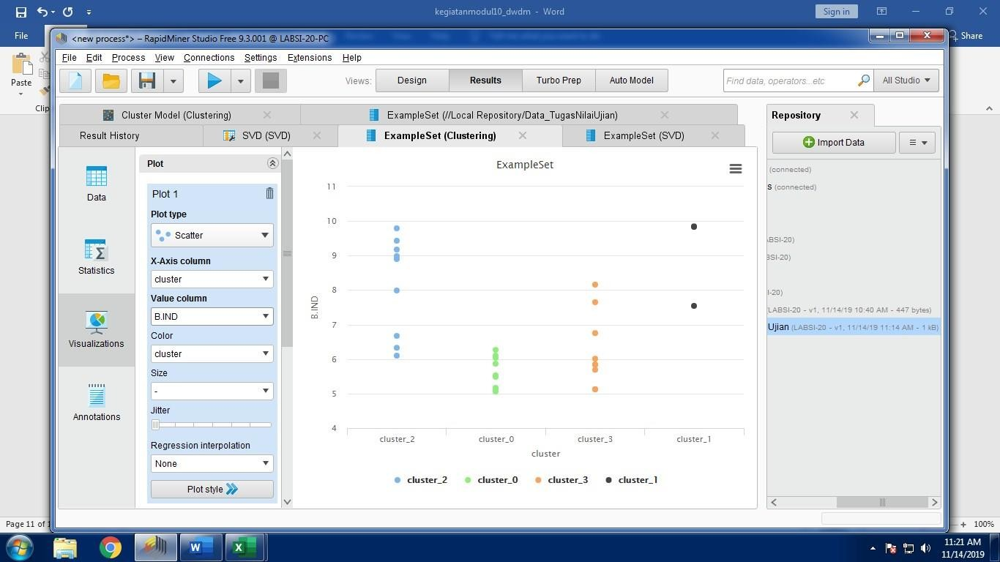 kegiatanmodul10_dwdm - Word
Sign in
File
Share
Paste
Clip
<new process*> – RapidMiner Studio Free 9.3.001 @ LABSI-20-PC
File Edit Process View Connections Settings Extensions Help
Views: Design Results Turbo Prep Auto Model
Find data, operators...etc
All Studio
Cluster Model (Clustering)
ExampleSet (//Local Repository/Data_TugasNilaiUjian)
Result History
SVD (SVD)
ExampleSet (Clustering)
ExampleSet (SVD)
Data
Statistics
Visualizations
Annotations
Plot
Plot 1
Plot type
Scatter
X-Axis column
cluster
Value column
B.IND
Color
cluster
Size
-
Jitter
Regression interpolation
None
Plot style
ExampleSet
B.IND
11
10
9
8
7
6
5
4
cluster_2 cluster_0 cluster_3 cluster_1
cluster
cluster_2 cluster_0 cluster_3 cluster_1
Repository
Import Data
(connected)
s (connected)
BSI-20)
BSI-20)
I-20)
LABSI-20 - v1, 11/14/19 10:40 AM - 447 bytes)
Ujian (LABSI-20 - v1, 11/14/19 11:14 AM - 1 kB)
Page 11 of 1
100%
11:21 AM
11/14/2019